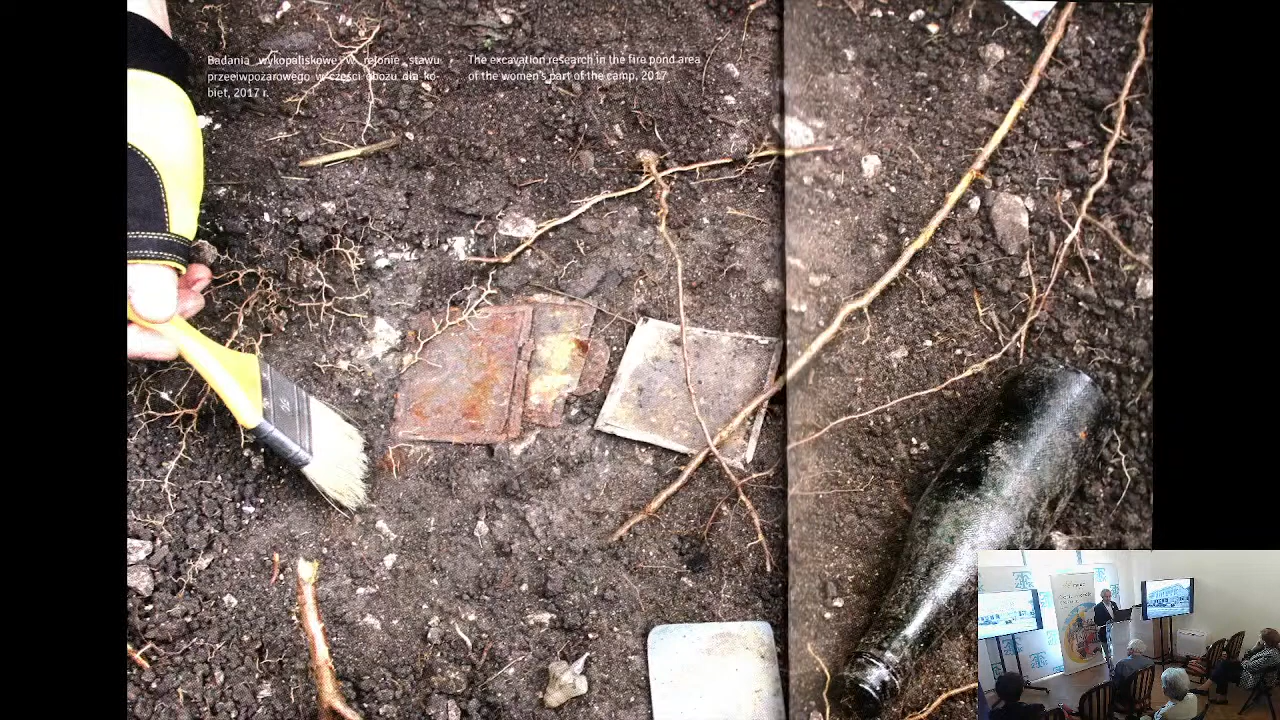 Badania wykopaliskowe w rejonie stawu
przeciwpożarowego w części obozu dla ko-
biet, 2017 r.
The excavation research in the fire pond area
of the women's part of the camp, 2017